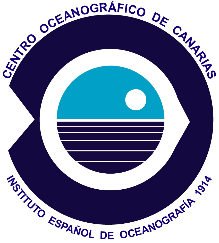 CENTRO OCEANOGRÁFICO DE CANARIAS
INSTITUTO ESPAÑOL DE OCEANOGRAFÍA 1914